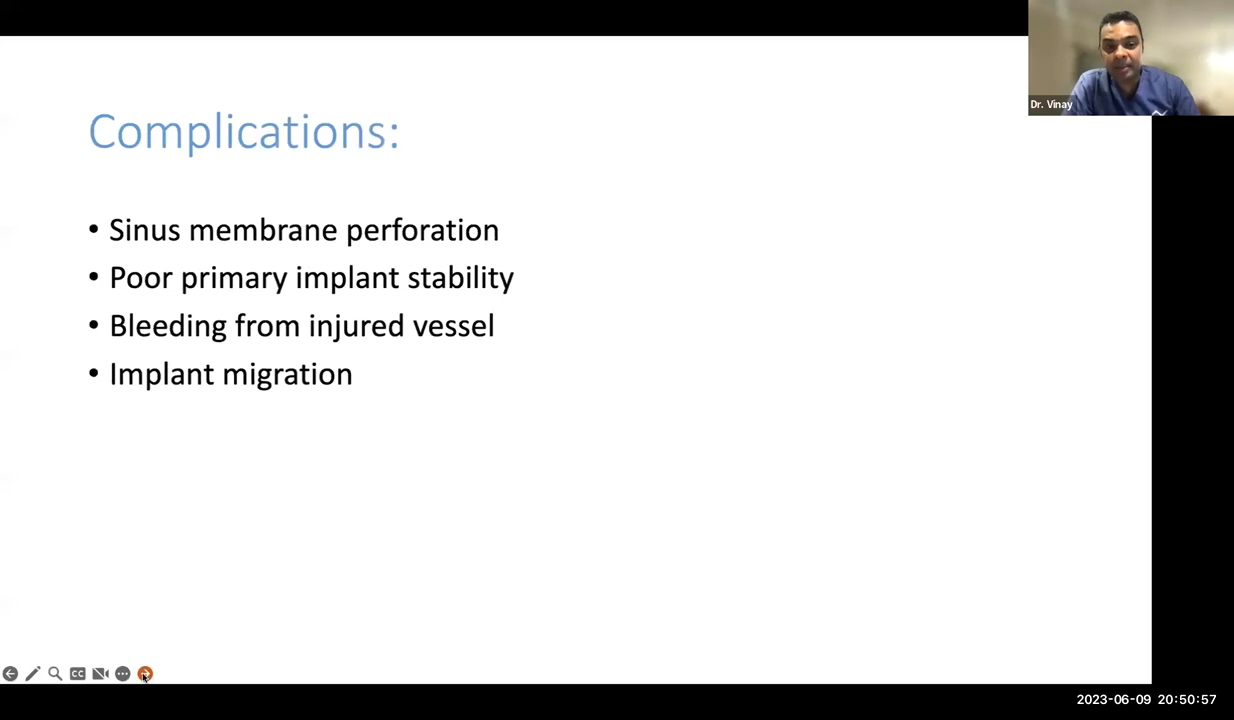 Dr. Vinay
Complications:
• Sinus membrane perforation
• Poor primary implant stability
• Bleeding from injured vessel
• Implant migration
CC
2023-06-09 20:50:57